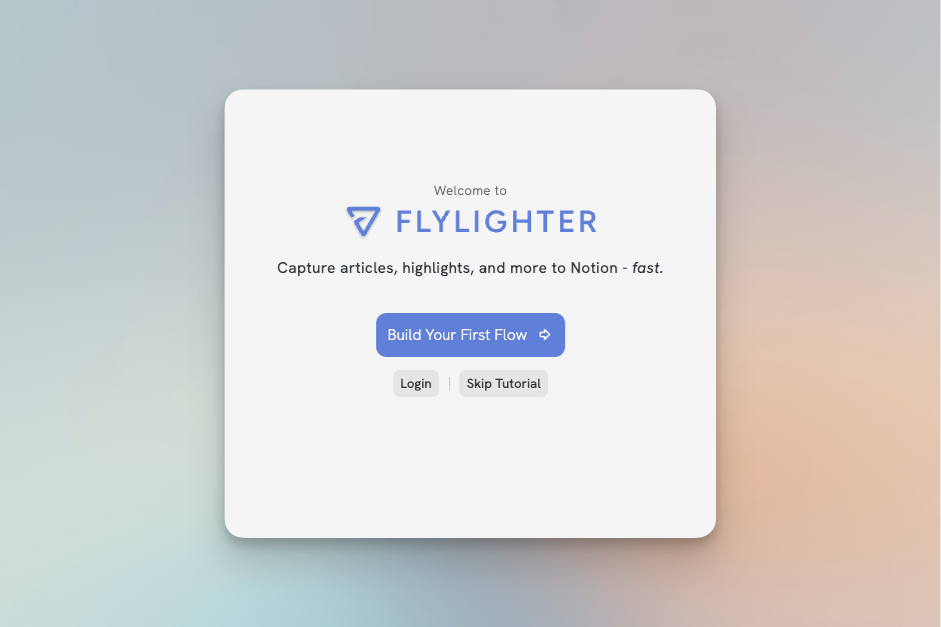 Welcome to
FLYLIGHTER
Capture articles, highlights, and more to Notion - fast.
Build Your First Flow
Login | Skip Tutorial